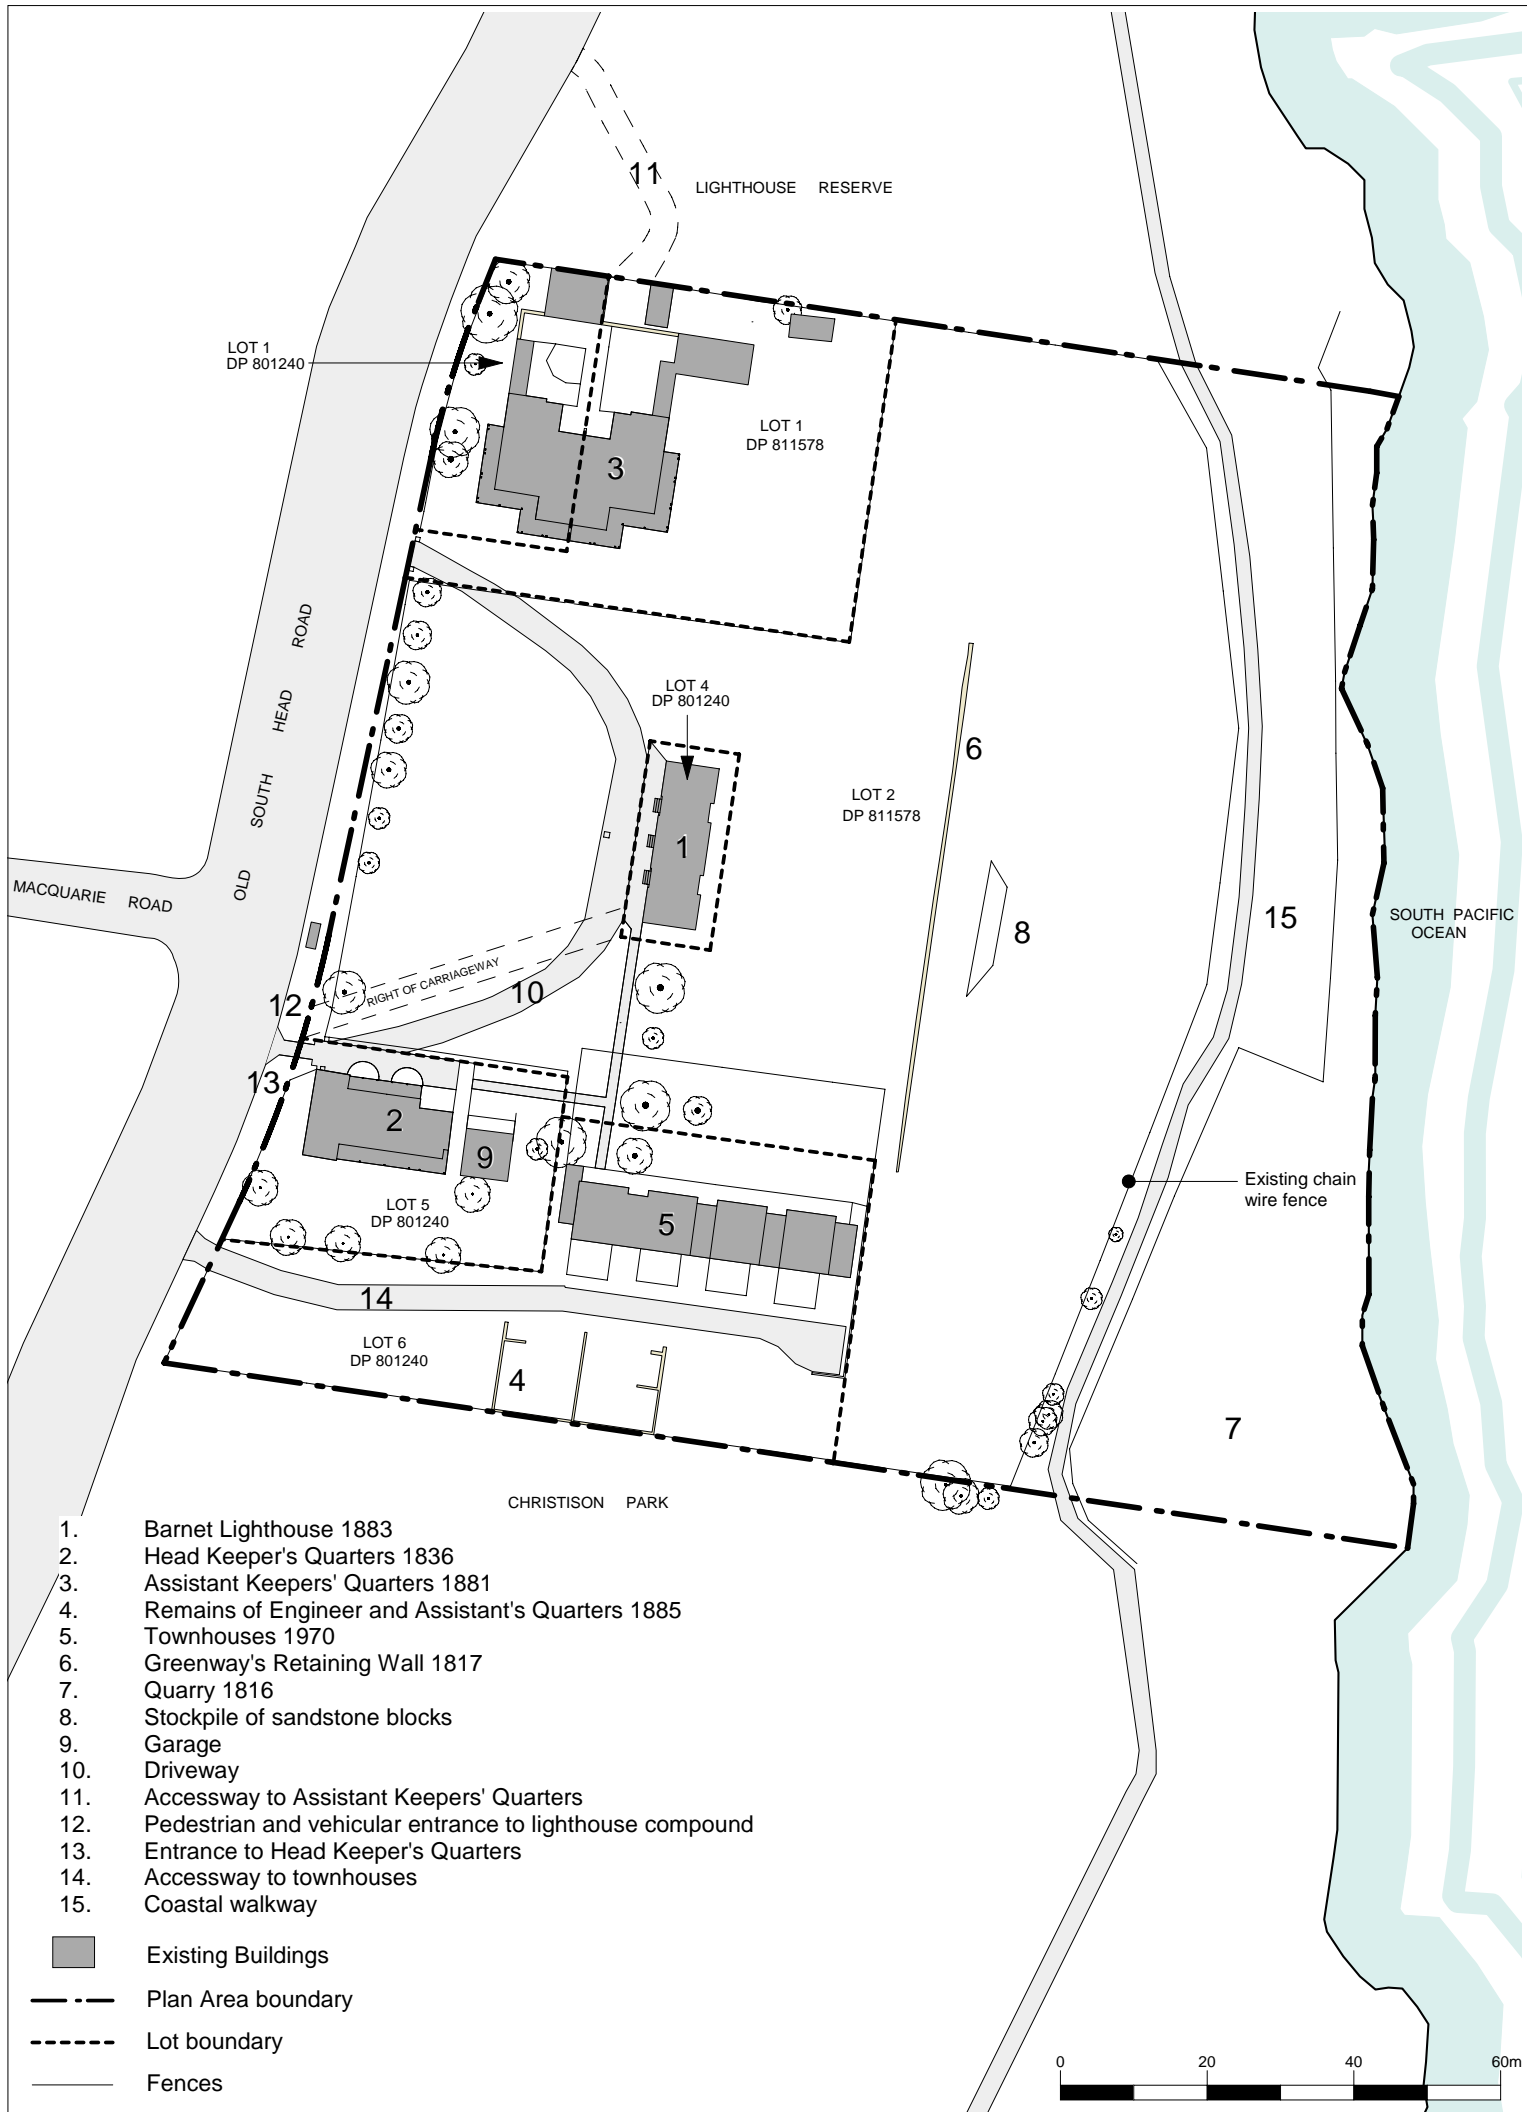 11
LIGHTHOUSE RESERVE
LOT 1
DP 801240
LOT 1
DP 811578
3
OLD SOUTH HEAD ROAD
LOT 4
DP 801240
6
LOT 2
DP 811578
1
MACQUARIE ROAD
8
15
SOUTH PACIFIC
OCEAN
RIGHT OF CARRIAGEWAY
10
12
13
2
9
Existing chain
wire fence
LOT 5
DP 801240
5
14
LOT 6
DP 801240
4
7
CHRISTISON PARK
1. Barnet Lighthouse 1883
2. Head Keeper's Quarters 1836
3. Assistant Keepers' Quarters 1881
4. Remains of Engineer and Assistant's Quarters 1885
5. Townhouses 1970
6. Greenway's Retaining Wall 1817
7. Quarry 1816
8. Stockpile of sandstone blocks
9. Garage
10. Driveway
11. Accessway to Assistant Keepers' Quarters
12. Pedestrian and vehicular entrance to lighthouse compound
13. Entrance to Head Keeper's Quarters
14. Accessway to townhouses
15. Coastal walkway
Existing Buildings
Plan Area boundary
Lot boundary
Fences
0 20 40 60m